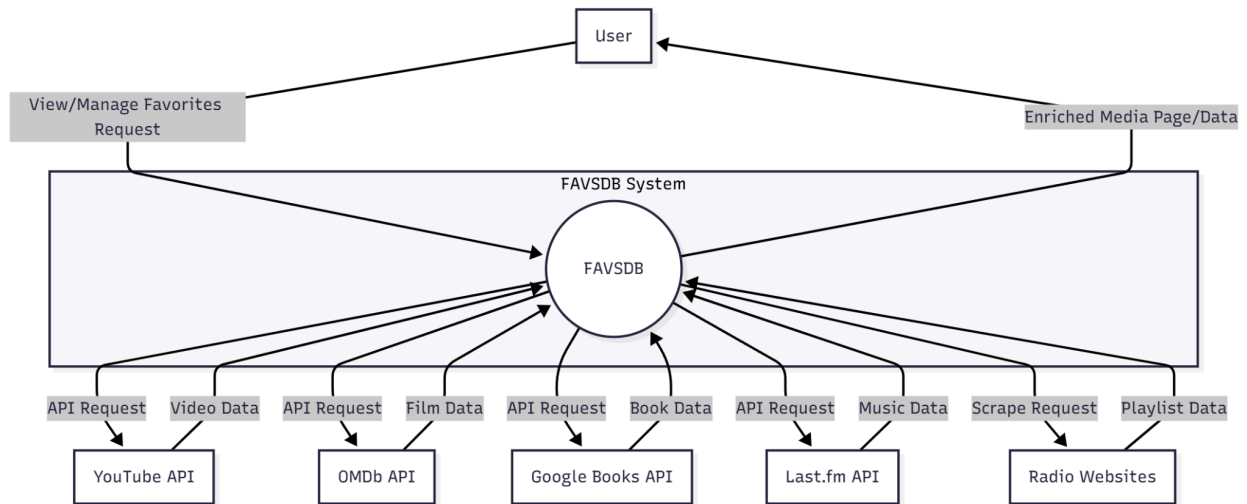 User
View/Manage Favorites
Request
Enriched Media Page/Data
FAVSDB System
FAVSDB
API Request
Video Data
API Request
Film Data
API Request
Book Data
API Request
Music Data
Scrape Request
Playlist Data
YouTube API
OMDb API
Google Books API
Last.fm API
Radio Websites